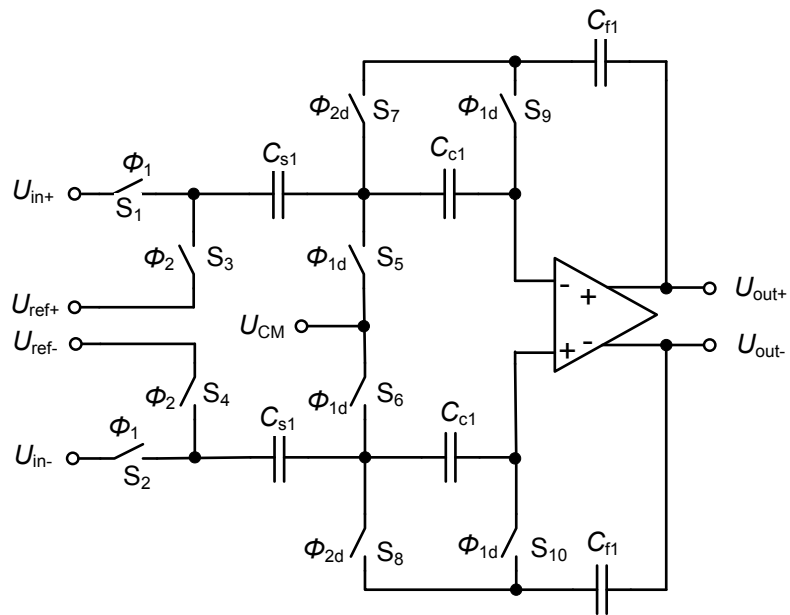 C_f1
Φ_2d S_7 Φ_1d S_9
C_s1 C_c1
Φ_1
U_in+
S_1
Φ_2 S_3 Φ_1d S_5
U_ref+ - +
U_out+
U_CM
U_ref-
U_out-
+ -
Φ_2 S_4 Φ_1d S_6
C_s1 C_c1
Φ_1
U_in-
S_2
Φ_2d S_8 Φ_1d S_10
C_f1